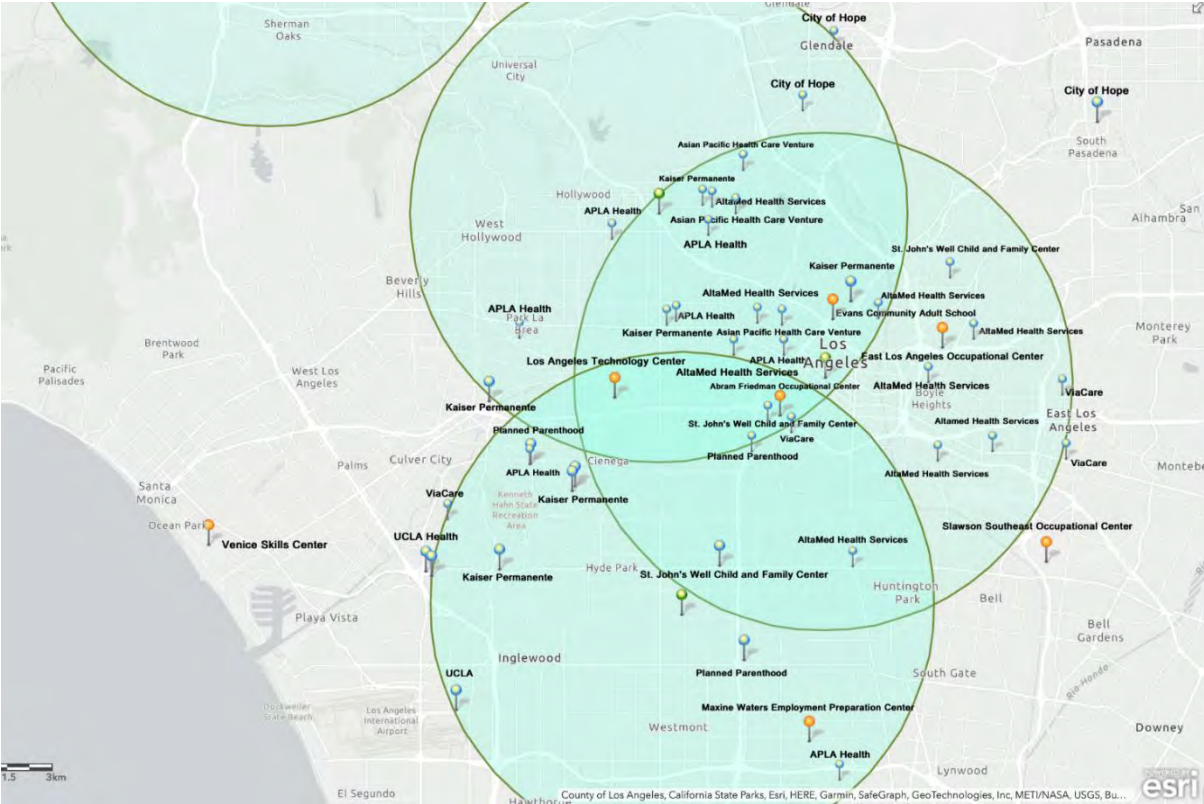 Glendale
City of Hope
Sherman
Oaks
Glendale
Pasadena
Universal
City
City of Hope
City of Hope
South
Pasadena
Asian Pacific Health Care Venture
Kaiser Permanente
Hollywood
AltaMed Health Services
San
Alhambra
APLA Health
Asian Pacific Health Care Venture
West
Hollywood
APLA Health
St. John's Well Child and Family Center
Kaiser Permanente
Beverly
Hills
AltaMed Health Services
AltaMed Health Services
APLA Health
Park La
Brea
APLA Health
Evans Community Adult School
Kaiser Permanente
Asian Pacific Health Care Venture
AltaMed Health Services
Monterey
Park
Brentwood
Park
Los
Angeles
Los Angeles Technology Center
APLA Health
East Los Angeles Occupational Center
Pacific
Palisades
West Los
Angeles
AltaMed Health Services
Abram Friedman Occupational Center
AltaMed Health Services
Boyle
Heights
ViaCare
Kaiser Permanente
East Los
Angeles
St. John's Well Child and Family Center
Altamed Health Services
Planned Parenthood
ViaCare
Planned Parenthood
Culver City
Palms
Cienega
APLA Health
AltaMed Health Services
ViaCare
Monteb
Santa
Monica
ViaCare
Kenneth
Hahn State
Recreation
Area
Kaiser Permanente
Ocean Park
Venice Skills Center
UCLA Health
Slawson Southeast Occupational Center
AltaMed Health Services
Kaiser Permanente
Hyde Park
St. John's Well Child and Family Center
Huntington
Park
Bell
Playa Vista
Bell
Gardens
Inglewood
Planned Parenthood
UCLA
South Gate
Rio Hondo
Dockweiler
State Beach
Los Angeles
International
Airport
Maxine Waters Employment Preparation Center
Westmont
Downey
APLA Health
Lynwood
1.5
3km
El Segundo
Hawthorne
County of Los Angeles, California State Parks, Esri, HERE, Garmin, SafeGraph, GeoTechnologies, Inc, METI/NASA, USGS, Bu...
POWERED BY
esri